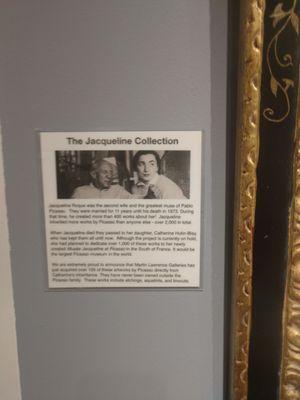 The Jacqueline Collection
Jacqueline Roque was the second wife and the greatest muse of Pablo
Picasso. They were married for 11 years until his death in 1973. During
that time, he created more than 400 works about her! Jacqueline
inherited more works by Picasso than anyone else - over 2,000 in total.
When Jacqueline died they passed to her daughter, Catherine Hutin-Blay,
who has kept them all until now. Although the project is currently on hold,
she had planned to dedicate over 1,000 of these works to her newly
created Musée Jacqueline et Picasso in the South of France. It would be
the largest Picasso museum in the world.
We are extremely proud to announce that Martin Lawrence Galleries has
just acquired over 100 of these artworks by Picasso directly from
Catherine's inheritance. They have never been owned outside the
Picasso family. These works include etchings, aquatints, and linocuts.